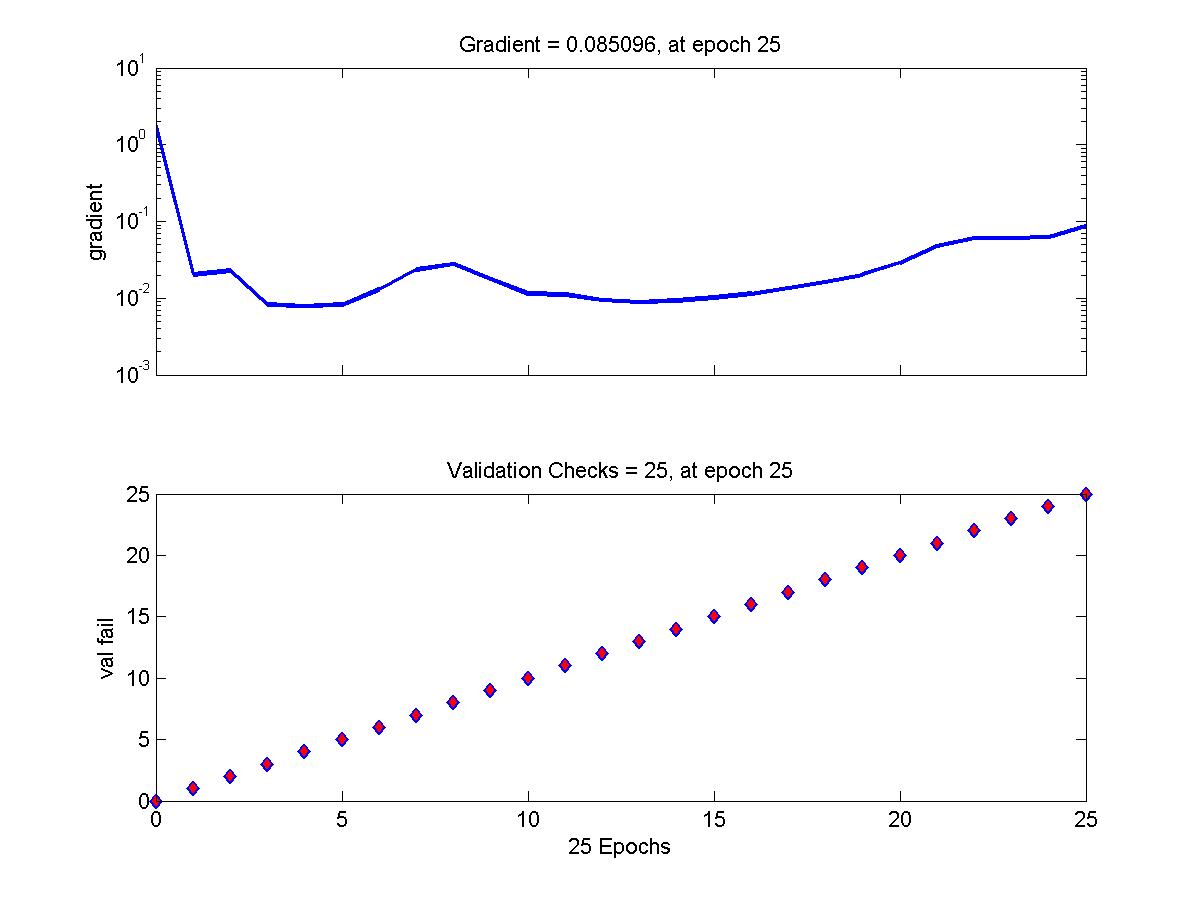 Gradient = 0.085096, at epoch 25
10^1
10^0
10^-1
10^-2
10^-3
gradient
Validation Checks = 25, at epoch 25
25
20
15
10
5
0
val fail
0 5 10 15 20 25
25 Epochs